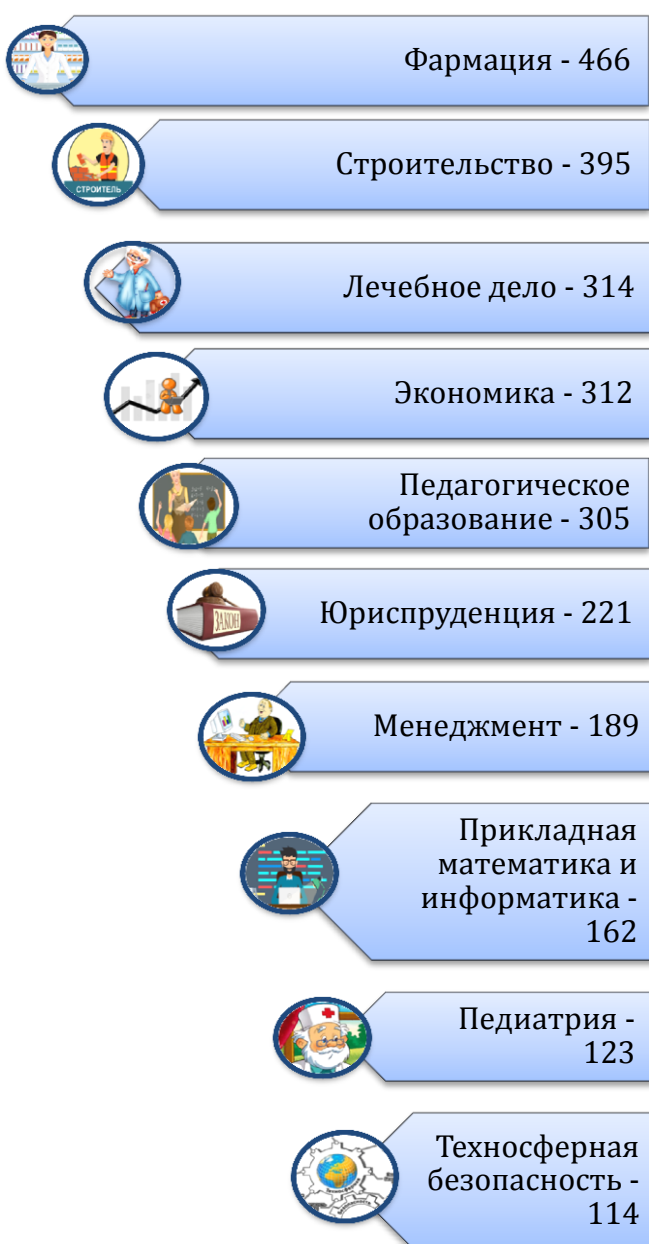 Фармация - 466
СТРОИТЕЛЬ
Строительство - 395
Лечебное дело - 314
Экономика - 312
Педагогическое
образование - 305
ЗАКОН
Юриспруденция - 221
Менеджмент - 189
Прикладная
математика и
информатика -
162
Педиатрия -
123
Техносферная
безопасность -
114